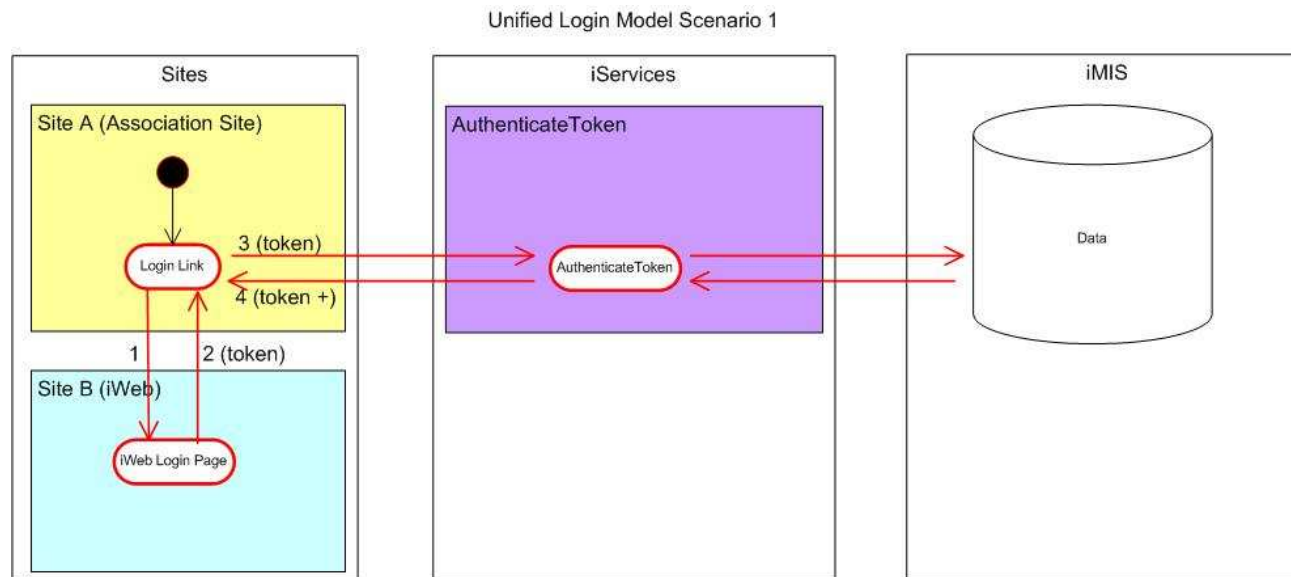 Unified Login Model Scenario 1
Sites
iServices
iMIS
Site A (Association Site)
AuthenticateToken
Login Link
3 (token)
4 (token +)
AuthenticateToken
Data
1
2 (token)
Site B (iWeb)
iWeb Login Page